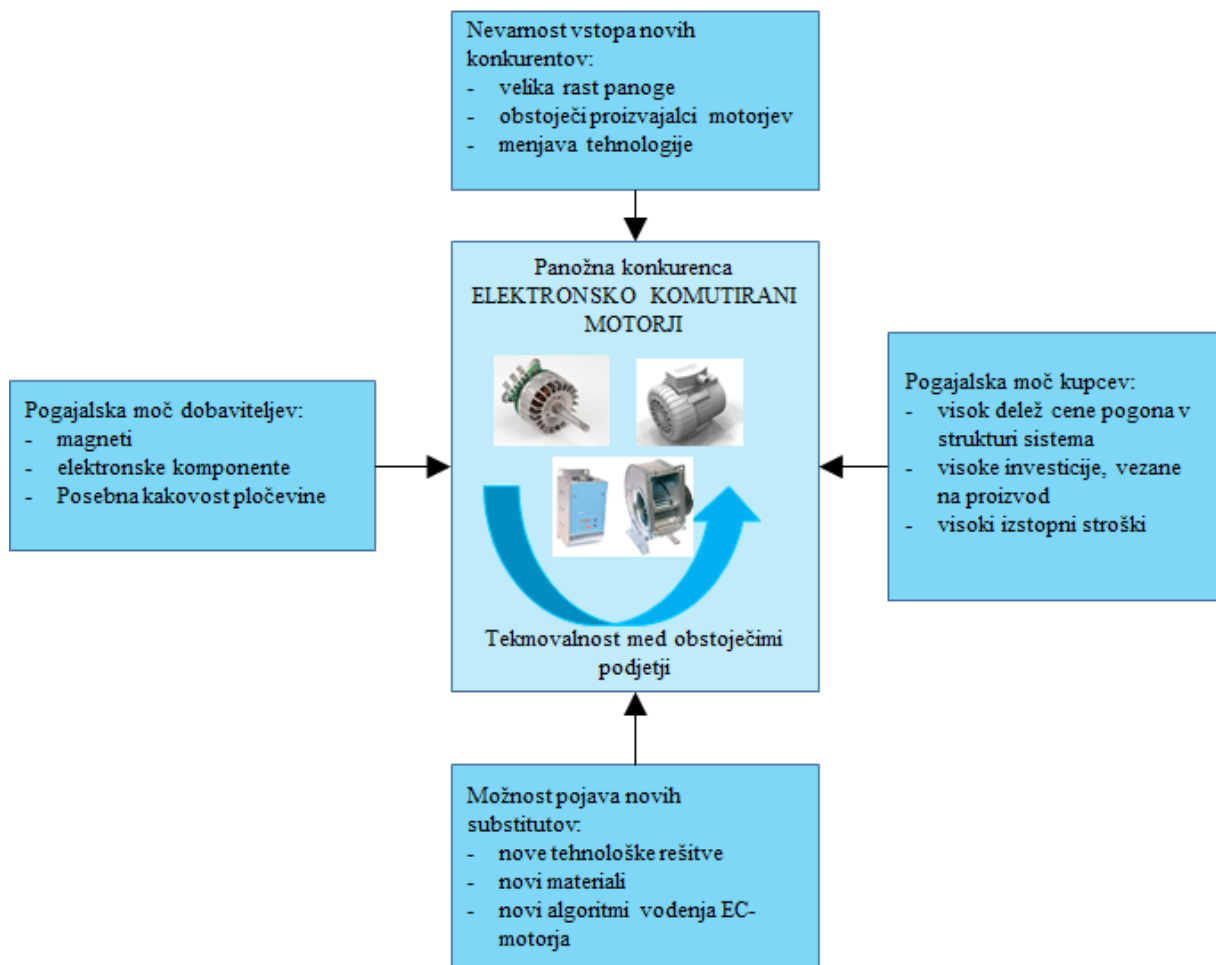 Nevarnost vstopa novih
konkurentov:
- velika rast panoge
- obstoječi proizvajalci motorjev
- menjava tehnologije
Panožna konkurenca
ELEKTRONSKO KOMUTIRANI
MOTORJI
Tekmovalnost med obstoječimi
podjetji
Pogajalska moč dobaviteljev:
- magneti
- elektronske komponente
- Posebna kakovost pločevine
Pogajalska moč kupcev:
- visok delež cene pogona v
strukturi sistema
- visoke investicije, vezane
na proizvod
- visoki izstopni stroški
Možnost pojava novih
substitutov:
- nove tehnološke rešitve
- novi materiali
- novi algoritmi vodenja EC-
motorja